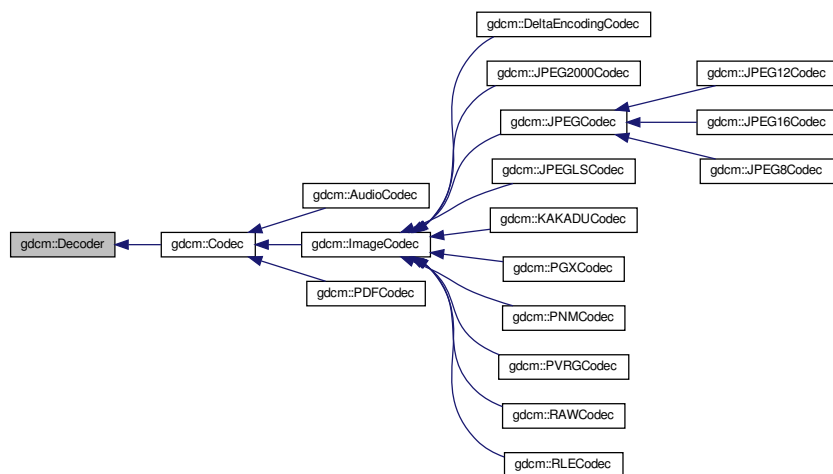 gdcm::DeltaEncodingCodec
gdcm::JPEG2000Codec
gdcm::JPEG12Codec
gdcm::JPEGCodec
gdcm::JPEG16Codec
gdcm::JPEGLSCodec
gdcm::JPEG8Codec
gdcm::AudioCodec
gdcm::KAKADUCodec
gdcm::Decoder
gdcm::Codec
gdcm::ImageCodec
gdcm::PGXCodec
gdcm::PDFCodec
gdcm::PNMCodec
gdcm::PVRGCodec
gdcm::RAWCodec
gdcm::RLECodec